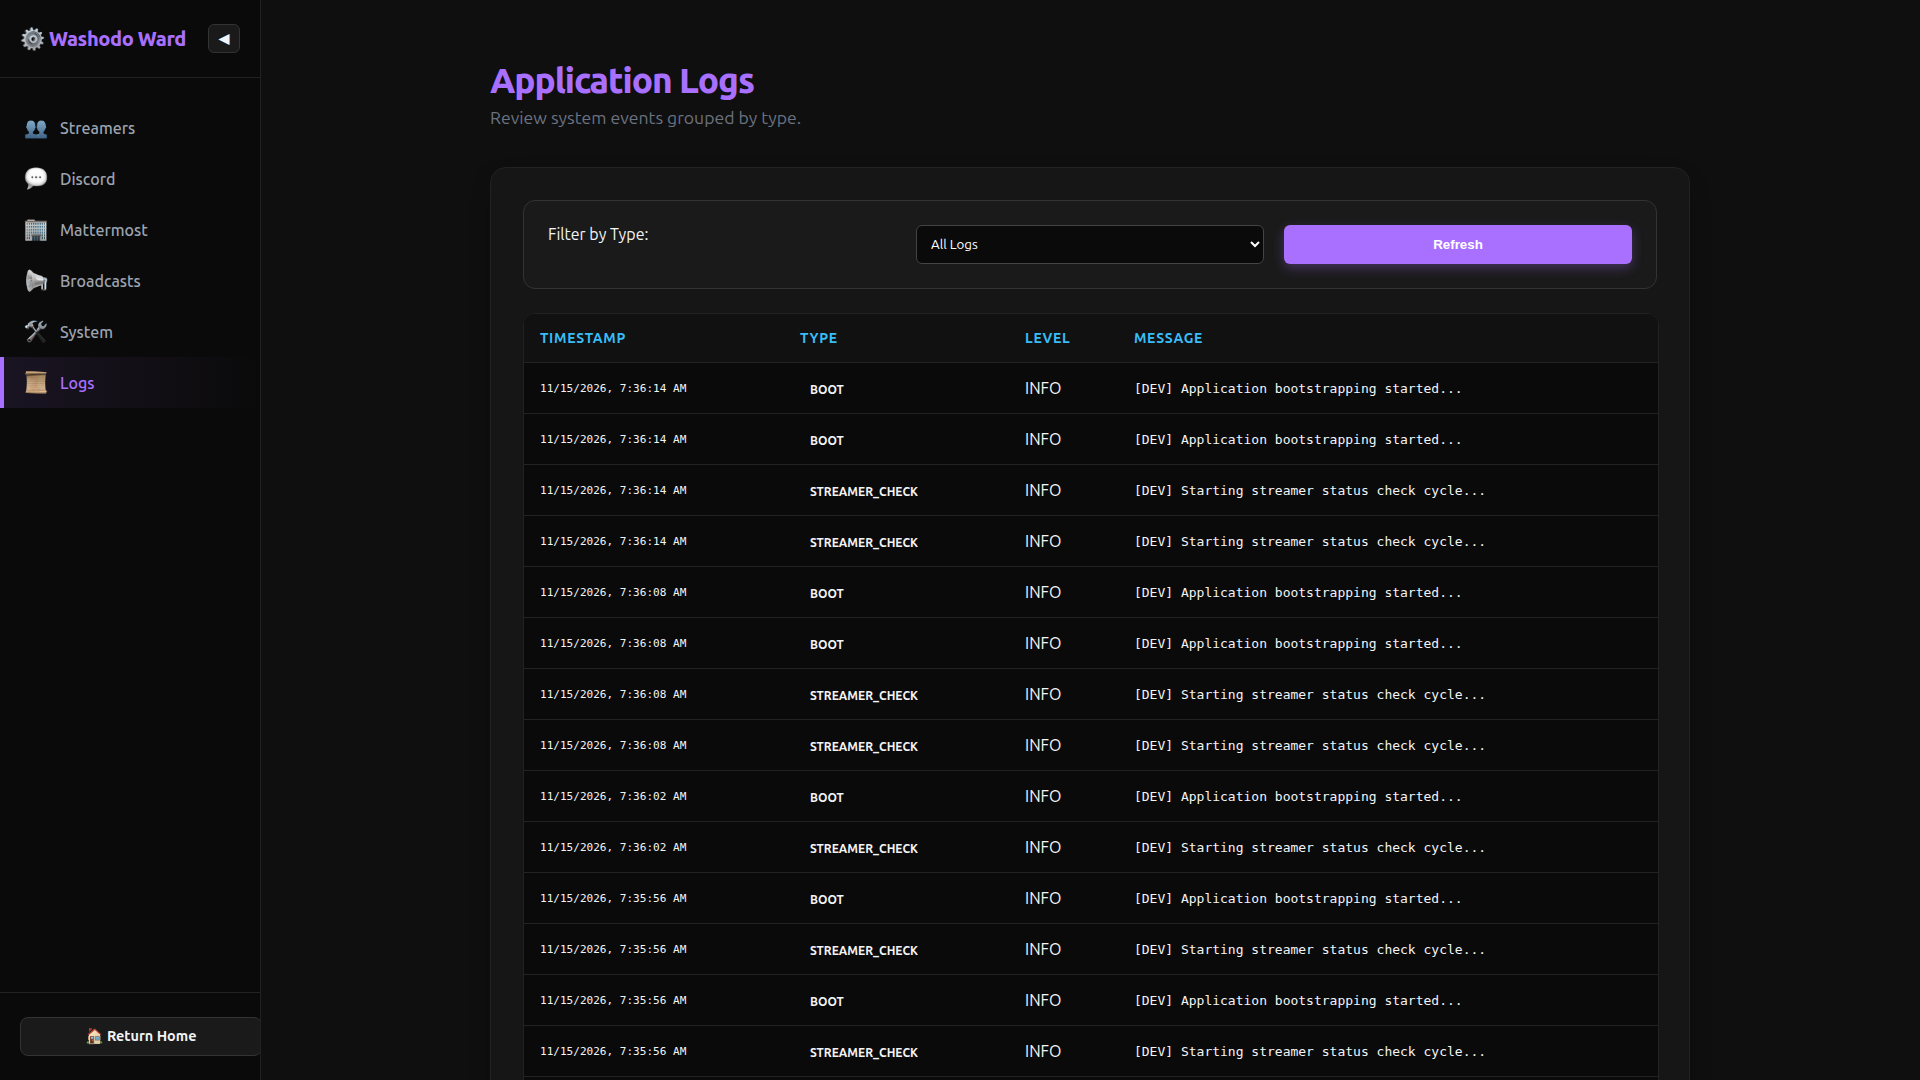 Washodo Ward
Streamers
Discord
Mattermost
Broadcasts
System
Logs
Return Home
Application Logs
Review system events grouped by type.
Filter by Type:
All Logs
Refresh
TIMESTAMP TYPE LEVEL MESSAGE
11/15/2026, 7:36:14 AM BOOT INFO [DEV] Application bootstrapping started...
11/15/2026, 7:36:14 AM BOOT INFO [DEV] Application bootstrapping started...
11/15/2026, 7:36:14 AM STREAMER_CHECK INFO [DEV] Starting streamer status check cycle...
11/15/2026, 7:36:14 AM STREAMER_CHECK INFO [DEV] Starting streamer status check cycle...
11/15/2026, 7:36:08 AM BOOT INFO [DEV] Application bootstrapping started...
11/15/2026, 7:36:08 AM BOOT INFO [DEV] Application bootstrapping started...
11/15/2026, 7:36:08 AM STREAMER_CHECK INFO [DEV] Starting streamer status check cycle...
11/15/2026, 7:36:08 AM STREAMER_CHECK INFO [DEV] Starting streamer status check cycle...
11/15/2026, 7:36:02 AM BOOT INFO [DEV] Application bootstrapping started...
11/15/2026, 7:36:02 AM STREAMER_CHECK INFO [DEV] Starting streamer status check cycle...
11/15/2026, 7:35:56 AM BOOT INFO [DEV] Application bootstrapping started...
11/15/2026, 7:35:56 AM STREAMER_CHECK INFO [DEV] Starting streamer status check cycle...
11/15/2026, 7:35:56 AM BOOT INFO [DEV] Application bootstrapping started...
11/15/2026, 7:35:56 AM STREAMER_CHECK INFO [DEV] Starting streamer status check cycle...